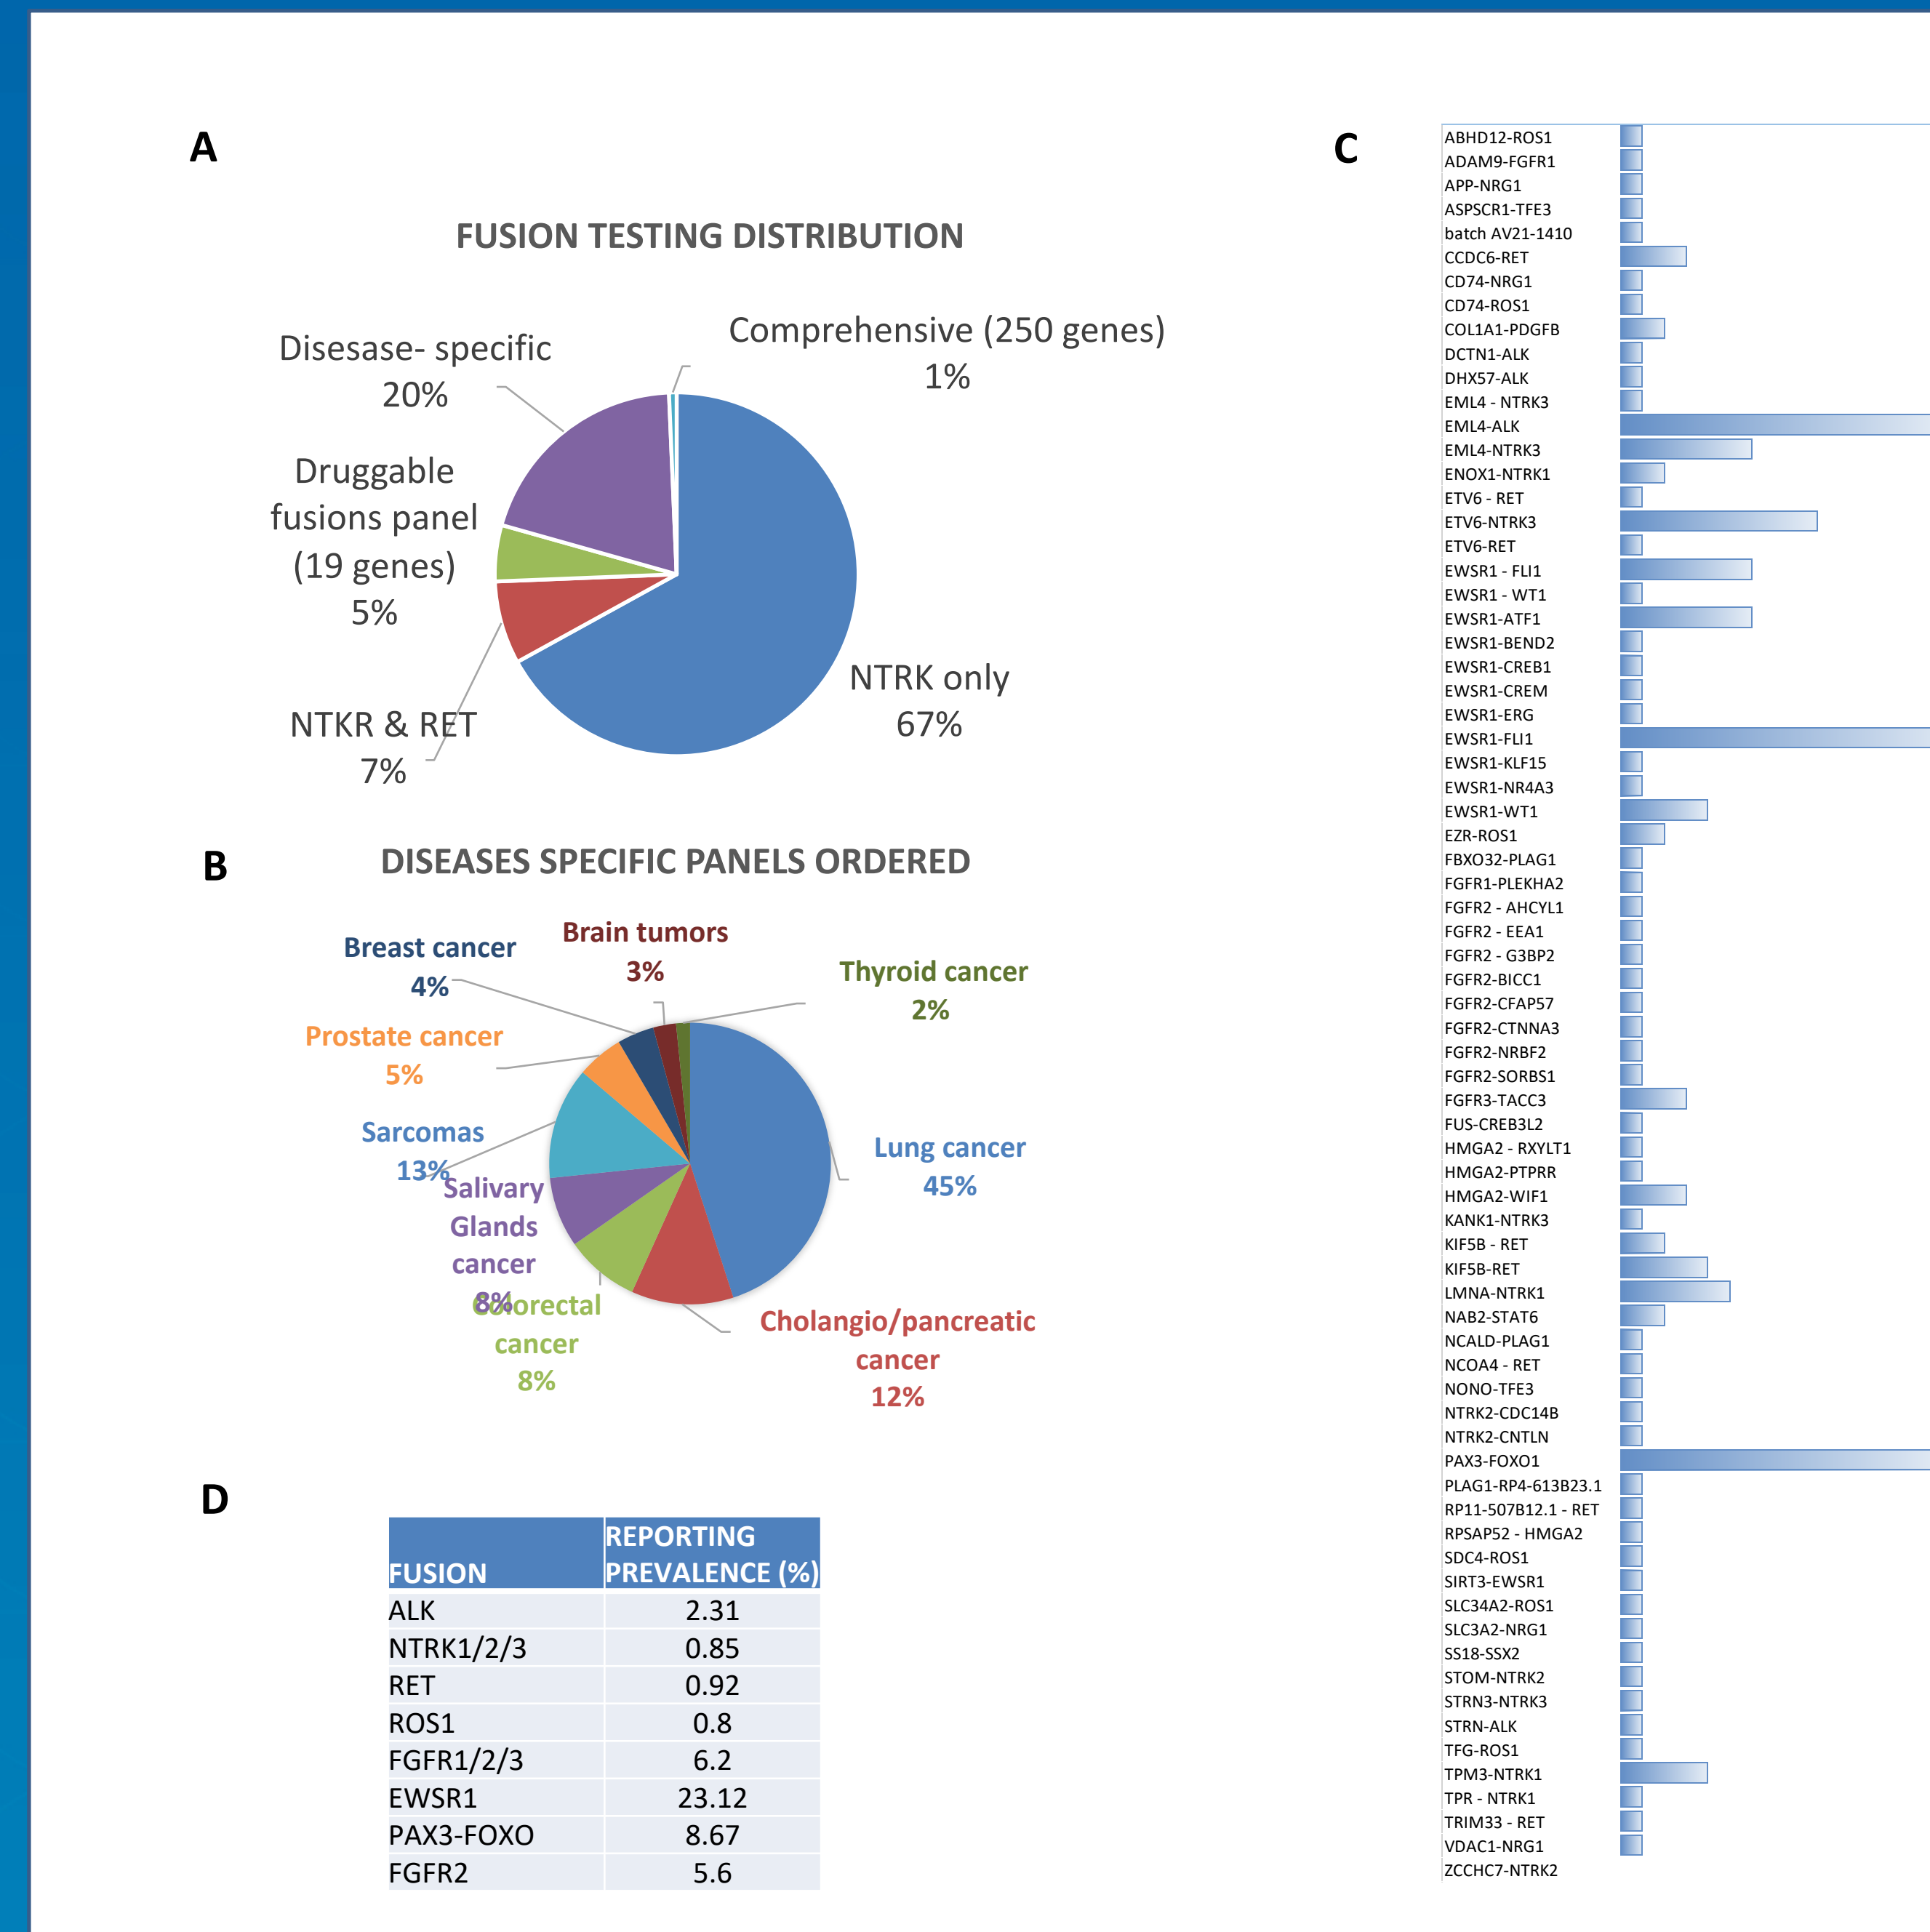 A
FUSION TESTING DISTRIBUTION
Comprehensive (250 genes)
1%
Disesase- specific
20%
Druggable
fusions panel
(19 genes)
5%
NTRK only
67%
NTKR & RET
7%
B
DISEASES SPECIFIC PANELS ORDERED
Brain tumors
3%
Breast cancer
4%
Thyroid cancer
2%
Prostate cancer
5%
Sarcomas
13%
Lung cancer
45%
Salivary
Glands
cancer
8%
Colorectal
cancer
8%
Cholangio/pancreatic
cancer
12%
D
FUSION REPORTING PREVALENCE (%)
ALK 2.31
NTRK1/2/3 0.85
RET 0.92
ROS1 0.8
FGFR1/2/3 6.2
EWSR1 23.12
PAX3-FOXO 8.67
FGFR2 5.6
C
ABHD12-ROS1
ADAM9-FGFR1
APP-NRG1
ASPSCR1-TFE3
batch AV21-1410
CCDC6-RET
CD74-NRG1
CD74-ROS1
COL1A1-PDGFB
DCTN1-ALK
DHX57-ALK
EML4 - NTRK3
EML4-ALK
EML4-NTRK3
ENOX1-NTRK1
ETV6 - RET
ETV6-NTRK3
ETV6-RET
EWSR1 - FLI1
EWSR1 - WT1
EWSR1-ATF1
EWSR1-BEND2
EWSR1-CREB1
EWSR1-CREM
EWSR1-ERG
EWSR1-FLI1
EWSR1-KLF15
EWSR1-NR4A3
EWSR1-WT1
EZR-ROS1
FBXO32-PLAG1
FGFR1-PLEKHA2
FGFR2 - AHCYL1
FGFR2 - EEA1
FGFR2 - G3BP2
FGFR2-BICC1
FGFR2-CFAP57
FGFR2-CTNNA3
FGFR2-NRBF2
FGFR2-SORBS1
FGFR3-TACC3
FUS-CREB3L2
HMGA2 - RXYLT1
HMGA2-PTPRR
HMGA2-WIF1
KANK1-NTRK3
KIF5B - RET
KIF5B-RET
LMNA-NTRK1
NAB2-STAT6
NCALD-PLAG1
NCOA4 - RET
NONO-TFE3
NTRK2-CDC14B
NTRK2-CNTLN
PAX3-FOXO1
PLAG1-RP4-613B23.1
RP11-507B12.1 - RET
RPSAP52 - HMGA2
SDC4-ROS1
SIRT3-EWSR1
SLC34A2-ROS1
SLC3A2-NRG1
SS18-SSX2
STOM-NTRK2
STRN3-NTRK3
STRN-ALK
TFG-ROS1
TPM3-NTRK1
TPR - NTRK1
TRIM33 - RET
VDAC1-NRG1
ZCCHC7-NTRK2